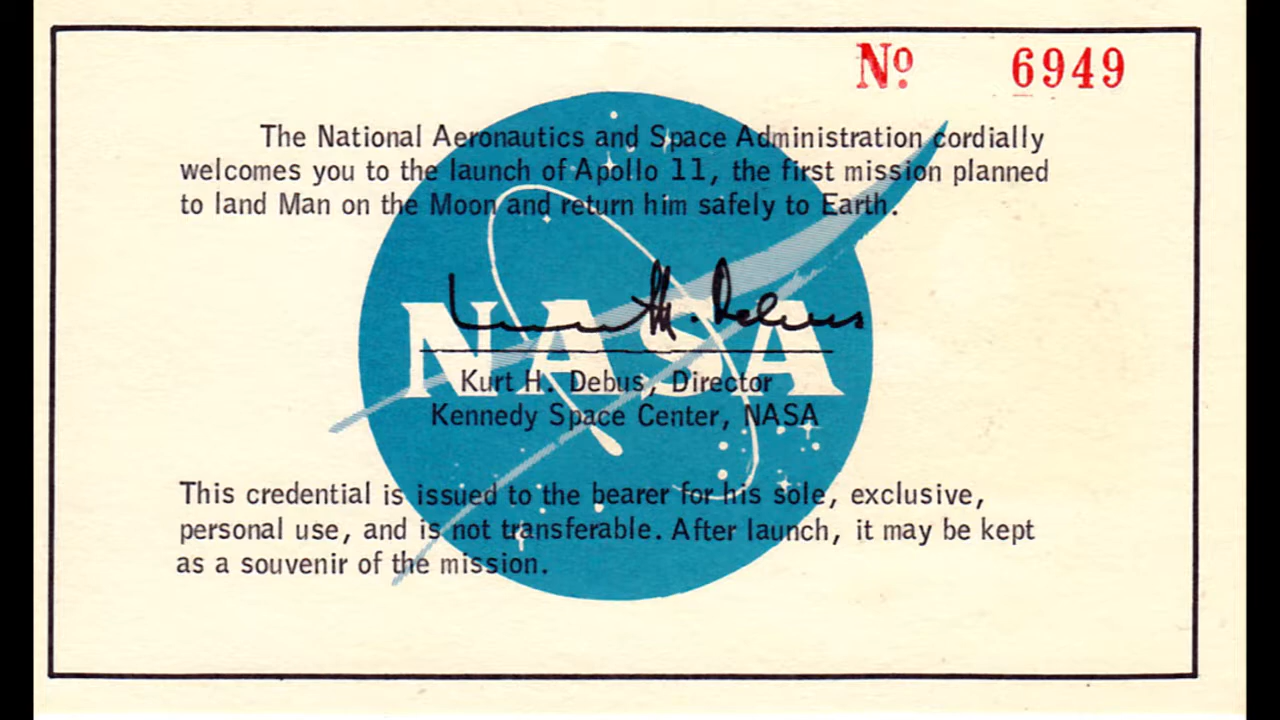 Nº 6949
The National Aeronautics and Space Administration cordially
welcomes you to the launch of Apollo 11, the first mission planned
to land Man on the Moon and return him safely to Earth.
Kurt H. Debus
NASA
Kurt H. Debus, Director
Kennedy Space Center, NASA
This credential is issued to the bearer for his sole, exclusive,
personal use, and is not transferable. After launch, it may be kept
as a souvenir of the mission.